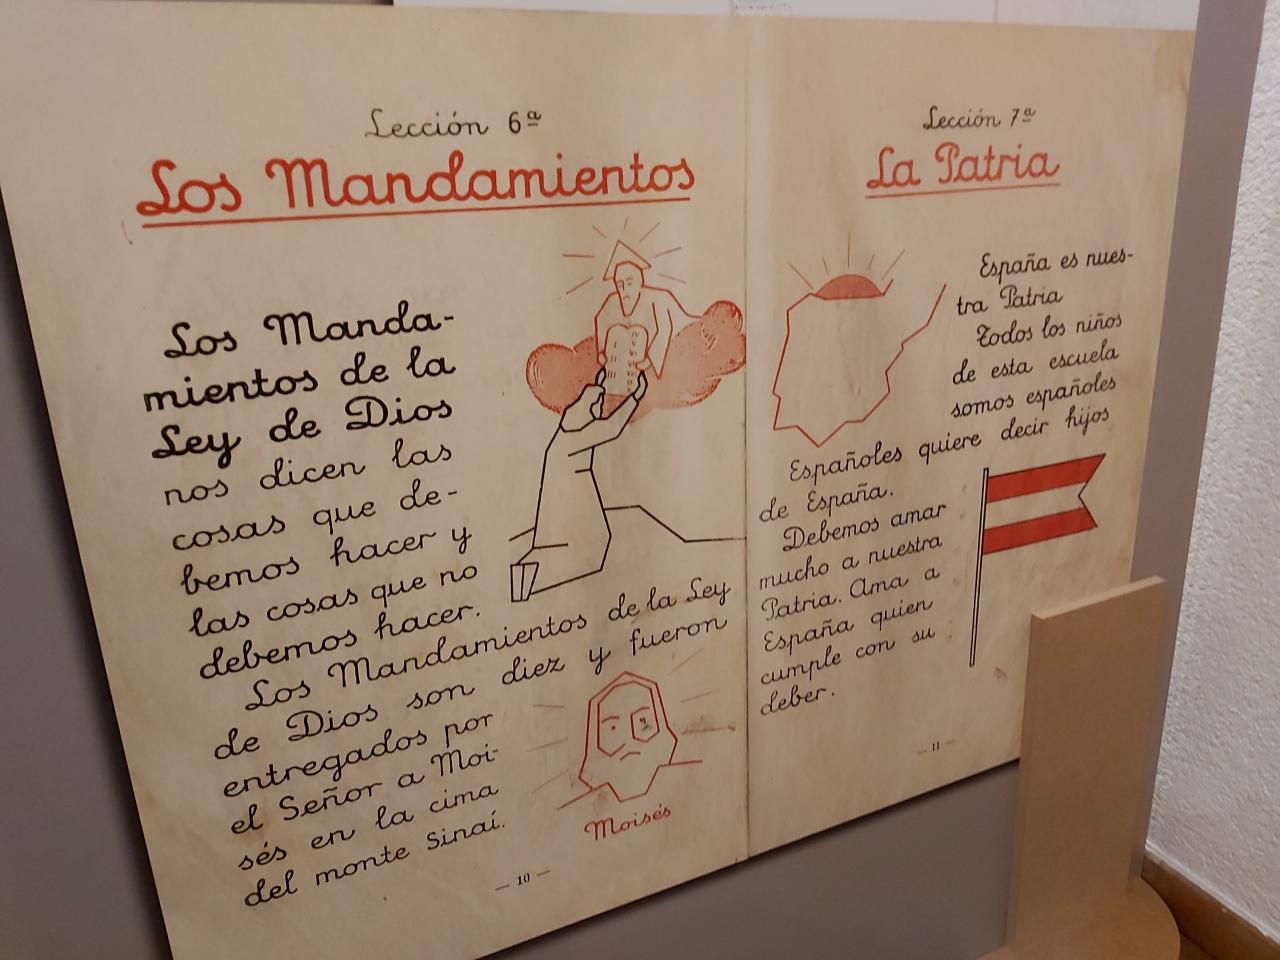 Lección 6ª
Los Mandamientos
Los Manda-
mientos de la
Ley de Dios
nos dicen las
cosas que de-
bemos hacer y
las cosas que no
debemos hacer.
Los Mandamientos de la Ley
de Dios son diez y fueron
entregados por
el Señor a Moi-
sés en la cima
del monte Sinaí.
Moisés
— 10 —
Lección 7ª
La Patria
España es nues-
tra Patria
Todos los niños
de esta escuela
somos españoles
Españoles quiere decir hijos
de España.
Debemos amar
mucho a nuestra
Patria. Ama a
España quien
cumple con su
deber.
— 11 —